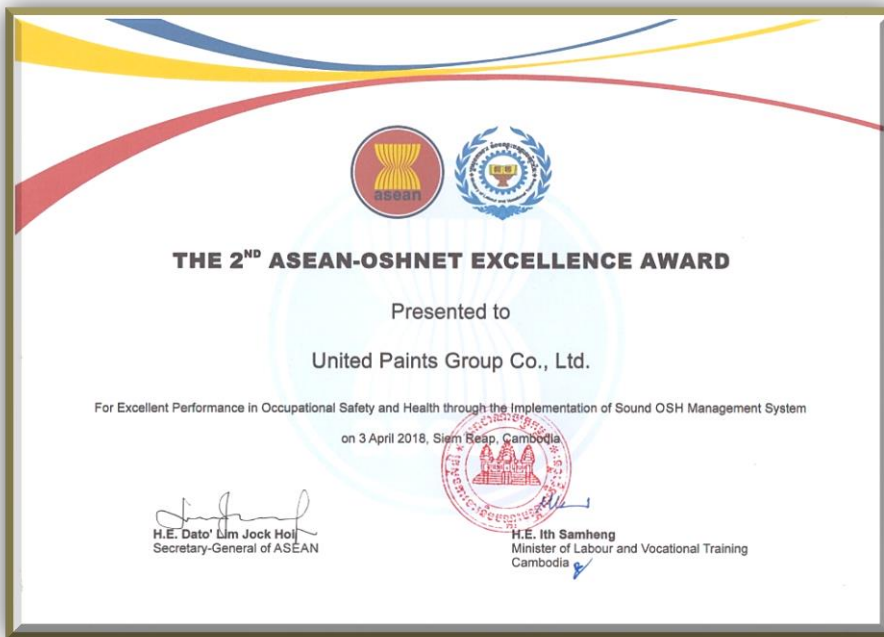 asean
THE 2ND ASEAN-OSHNET EXCELLENCE AWARD
Presented to
United Paints Group Co., Ltd.
For Excellent Performance in Occupational Safety and Health through the Implementation of Sound OSH Management System
on 3 April 2018, Siem Reap, Cambodia
H.E. Dato' Lim Jock Hoi
Secretary-General of ASEAN
H.E. Ith Samheng
Minister of Labour and Vocational Training
Cambodia